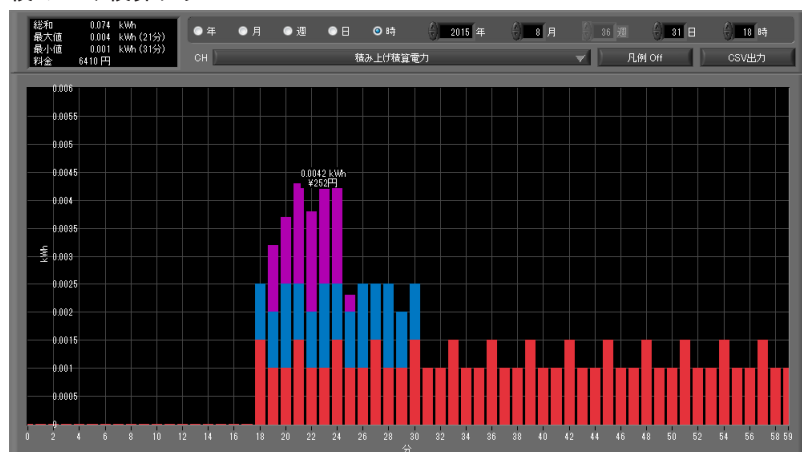 総和 0.074 kWh
最大値 0.004 kWh (21分)
最小値 0.001 kWh (31分)
料金 6410 円
年 月 週 日 時 2015 年 8 月 36 週 31 日 18 時
CH 積み上げ積算電力 凡例 Off CSV出力
0.006
0.0055
0.005
0.0045
0.0042 kWh
¥252円
0.004
0.0035
kWh
0.003
0.0025
0.002
0.0015
0.001
0.0005
0
0 2 4 6 8 10 12 14 16 18 20 22 24 26 28 30 32 34 36 38 40 42 44 46 48 50 52 54 56 58 59
分